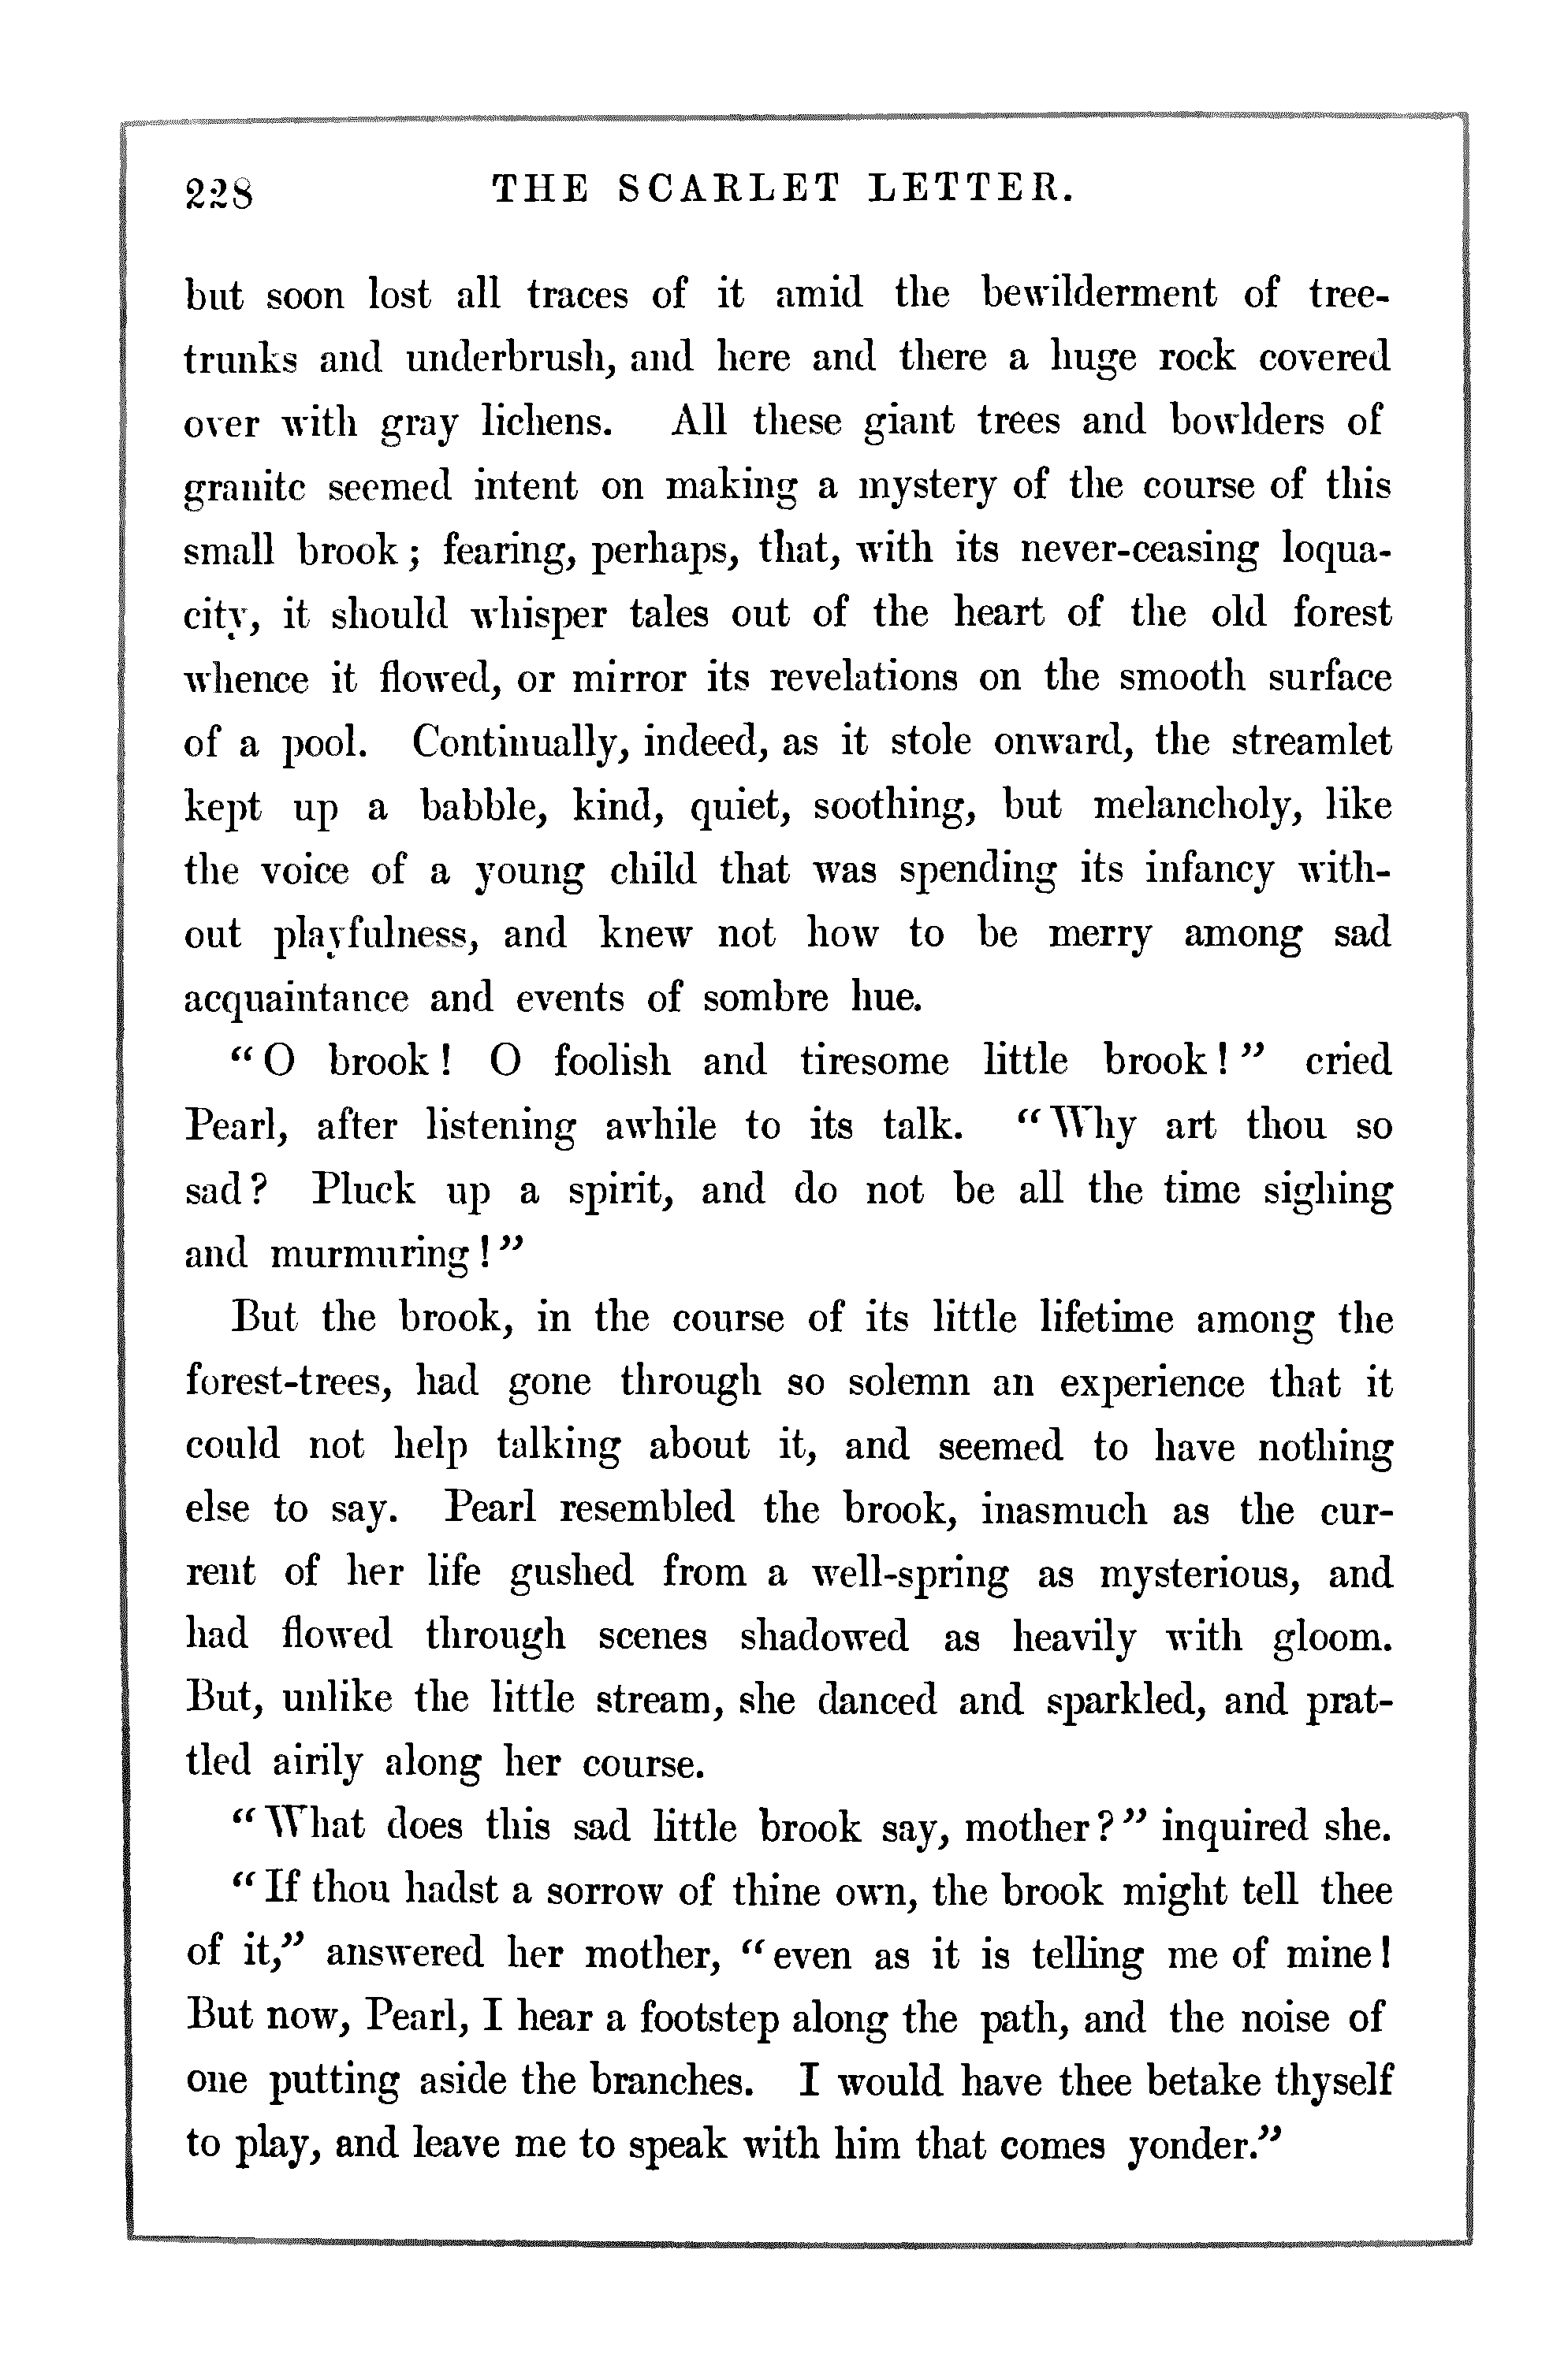 228 THE SCARLET LETTER.
but soon lost all traces of it amid the bewilderment of tree-
trunks and underbrush, and here and there a huge rock covered
over with gray lichens. All these giant trees and bowlders of
granite seemed intent on making a mystery of the course of this
small brook; fearing, perhaps, that, with its never-ceasing loqua-
city, it should whisper tales out of the heart of the old forest
whence it flowed, or mirror its revelations on the smooth surface
of a pool. Continually, indeed, as it stole onward, the streamlet
kept up a babble, kind, quiet, soothing, but melancholy, like
the voice of a young child that was spending its infancy with-
out playfulness, and knew not how to be merry among sad
acquaintance and events of sombre hue.
“O brook! O foolish and tiresome little brook!” cried
Pearl, after listening awhile to its talk. “Why art thou so
sad? Pluck up a spirit, and do not be all the time sighing
and murmuring!”
But the brook, in the course of its little lifetime among the
forest-trees, had gone through so solemn an experience that it
could not help talking about it, and seemed to have nothing
else to say. Pearl resembled the brook, inasmuch as the cur-
rent of her life gushed from a well-spring as mysterious, and
had flowed through scenes shadowed as heavily with gloom.
But, unlike the little stream, she danced and sparkled, and prat-
tled airily along her course.
“What does this sad little brook say, mother?” inquired she.
“If thou hadst a sorrow of thine own, the brook might tell thee
of it,” answered her mother, “even as it is telling me of mine!
But now, Pearl, I hear a footstep along the path, and the noise of
one putting aside the branches. I would have thee betake thyself
to play, and leave me to speak with him that comes yonder.”